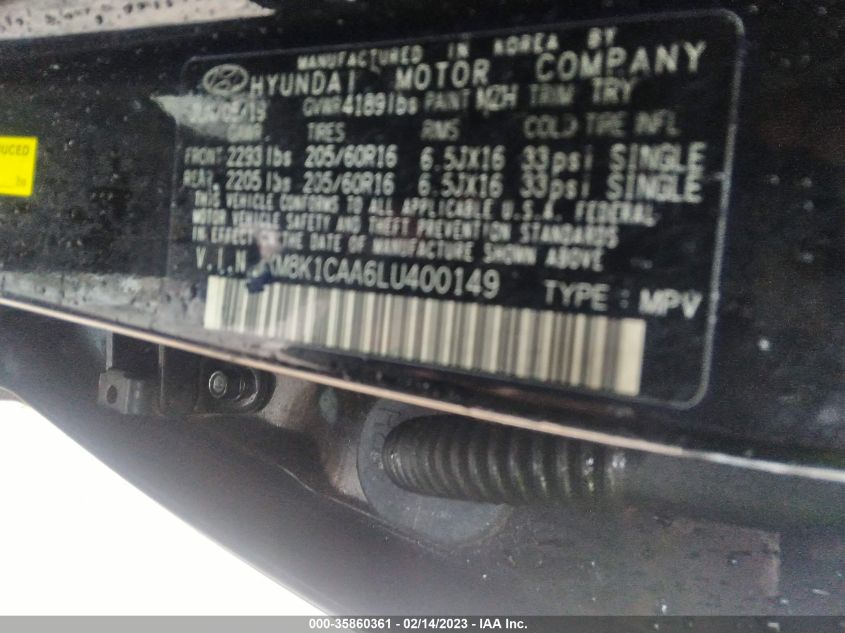 MANUFACTURED IN KOREA BY
HYUNDAI MOTOR COMPANY
/19 GVWR 4189lbs PAINT NZH TRIM TRY
GAWR TIRES RIMS COLD TIRE INFL
FRONT 2293 lbs 205/60R16 6.5JX16 33psi SINGLE
REAR 2205 lbs 205/60R16 6.5JX16 33psi SINGLE
THIS VEHICLE CONFORMS TO ALL APPLICABLE U.S.A. FEDERAL
MOTOR VEHICLE SAFETY AND THEFT PREVENTION STANDARDS
IN EFFECT ON THE DATE OF MANUFACTURE SHOWN ABOVE
V.I.N. KM8K1CAA6LU400149 TYPE : MPV
000-35860361 - 02/14/2023 - IAA Inc.